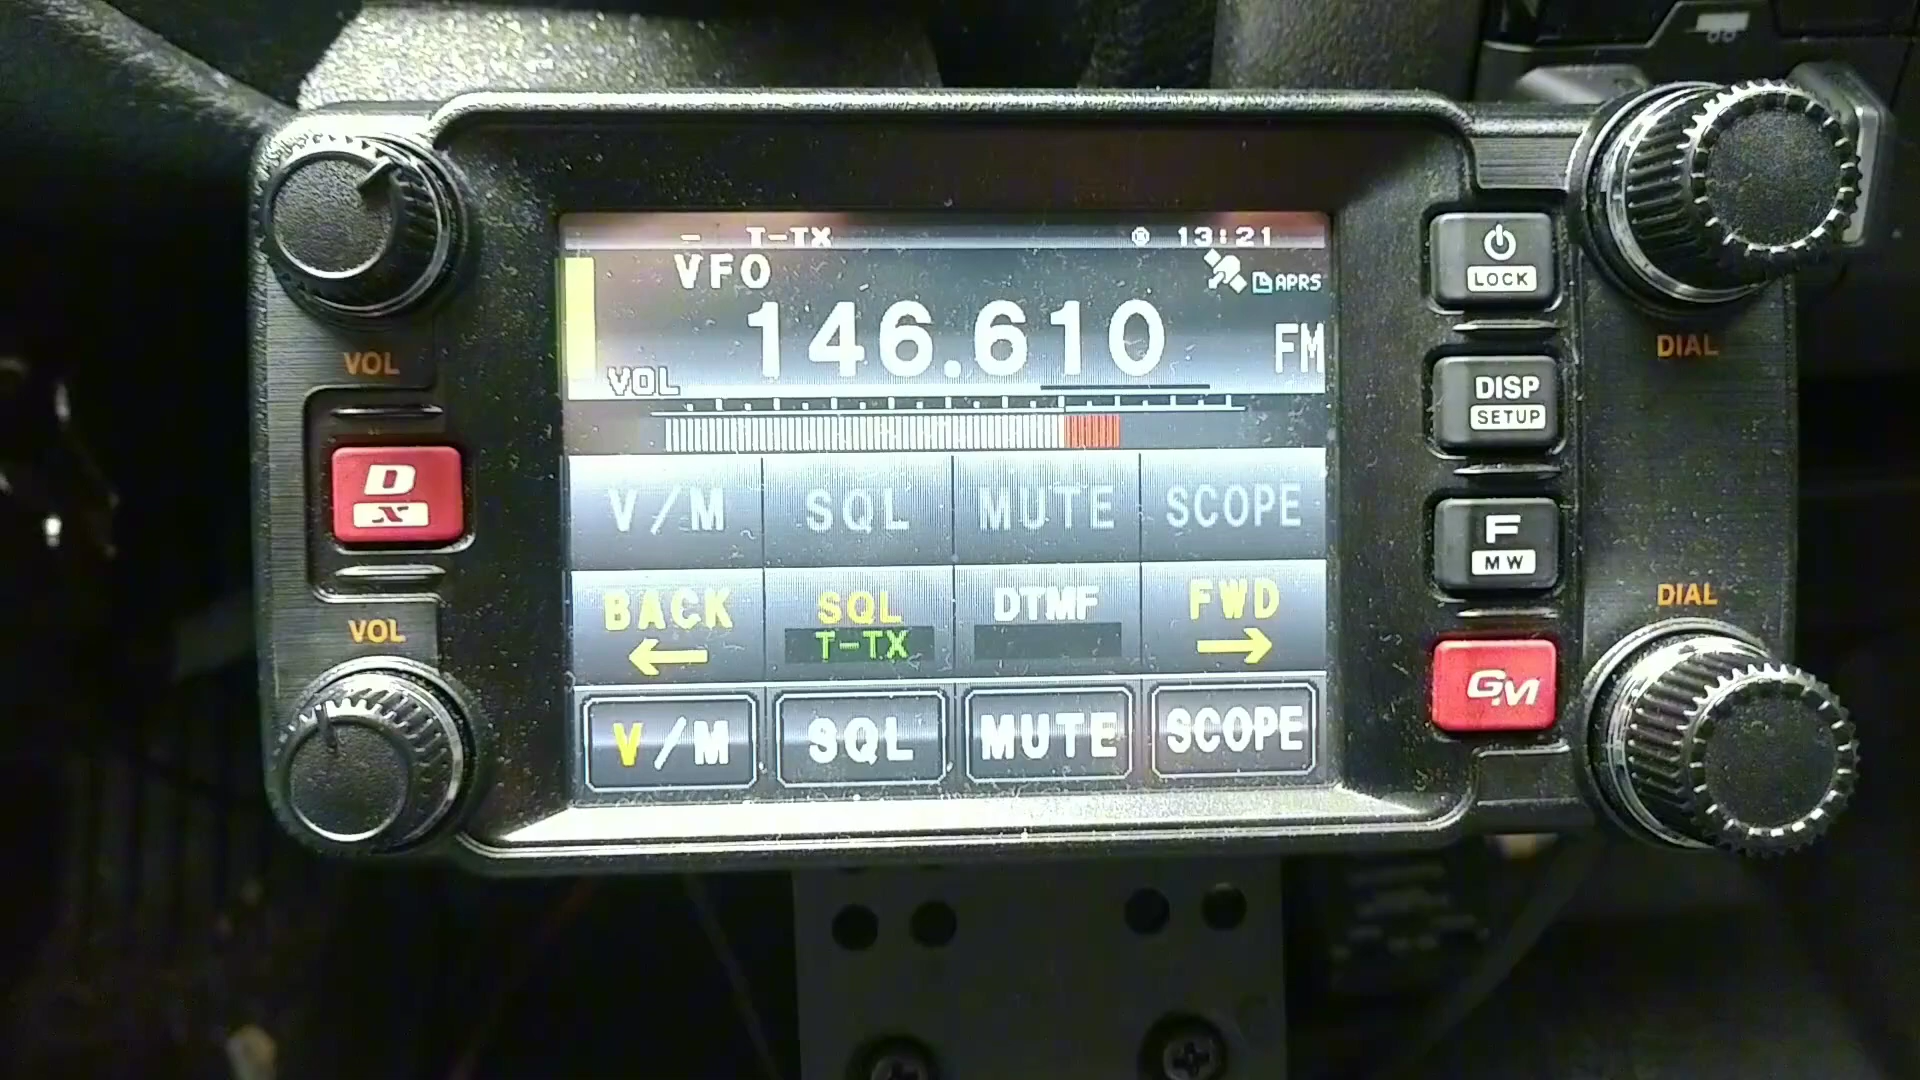 - T-TX 13:21
VFO
APRS
146.610 FM
VOL
V/M SQL MUTE SCOPE
BACK SQL DTMF FWD
T-TX
V/M SQL MUTE SCOPE
VOL
D
X
VOL
LOCK
DISP
SETUP
F
MW
GM
DIAL
DIAL